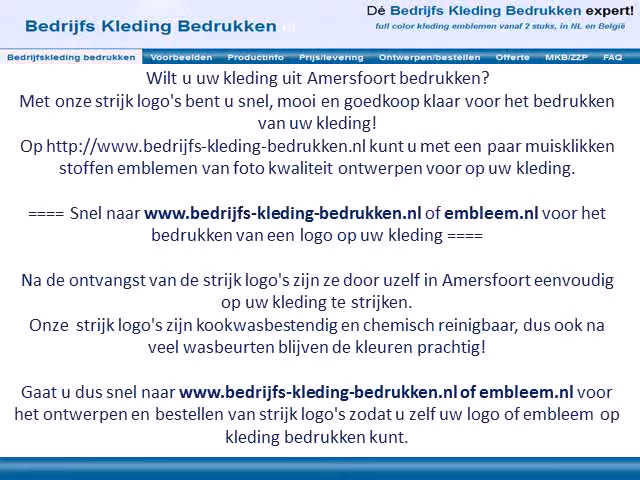 Bedrijfs Kleding Bedrukken.nl
Dé Bedrijfs Kleding Bedrukken expert!
full color kleding emblemen vanaf 2 stuks, in NL en België
Bedrijfskleding bedrukken Voorbeelden Productinfo Prijs/levering Ontwerpen/bestellen Offerte MKB/ZZP FAQ
Wilt u uw kleding uit Amersfoort bedrukken?
Met onze strijk logo's bent u snel, mooi en goedkoop klaar voor het bedrukken
van uw kleding!
Op http://www.bedrijfs-kleding-bedrukken.nl kunt u met een paar muisklikken
stoffen emblemen van foto kwaliteit ontwerpen voor op uw kleding.
==== Snel naar www.bedrijfs-kleding-bedrukken.nl of embleem.nl voor het
bedrukken van een logo op uw kleding ====
Na de ontvangst van de strijk logo's zijn ze door uzelf in Amersfoort eenvoudig
op uw kleding te strijken.
Onze strijk logo's zijn kookwasbestendig en chemisch reinigbaar, dus ook na
veel wasbeurten blijven de kleuren prachtig!
Gaat u dus snel naar www.bedrijfs-kleding-bedrukken.nl of embleem.nl voor
het ontwerpen en bestellen van strijk logo's zodat u zelf uw logo of embleem op
kleding bedrukken kunt.